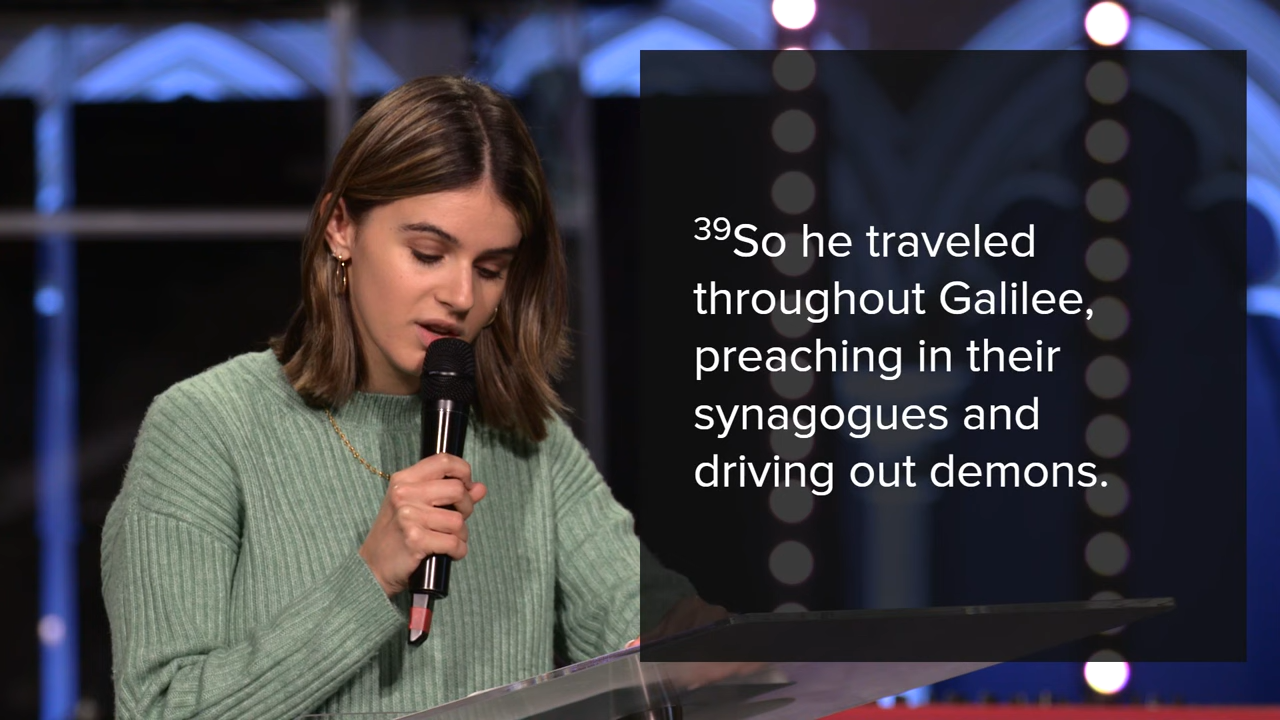 ³⁹So he traveled
throughout Galilee,
preaching in their
synagogues and
driving out demons.